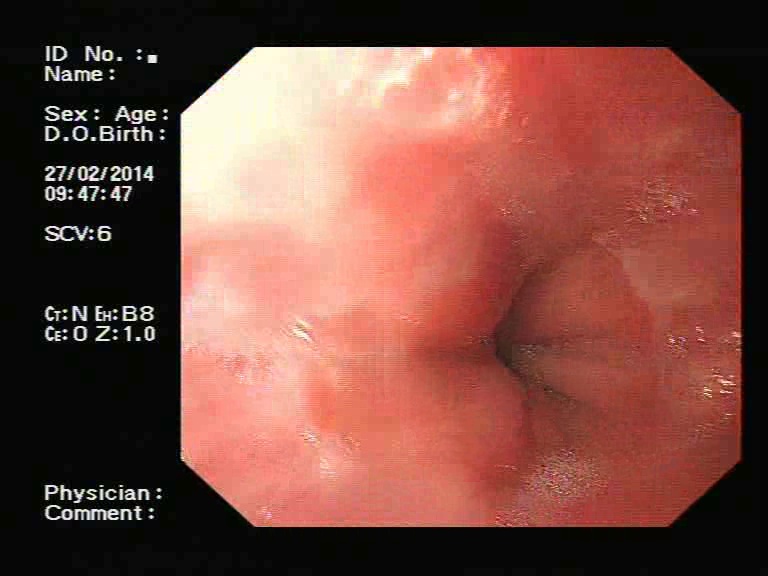 ID No. :
Name:
Sex: Age:
D.O.Birth:
27/02/2014
09:47:47
SCV:6
CT:N EH:B8
CE:0 Z:1.0
Physician:
Comment: